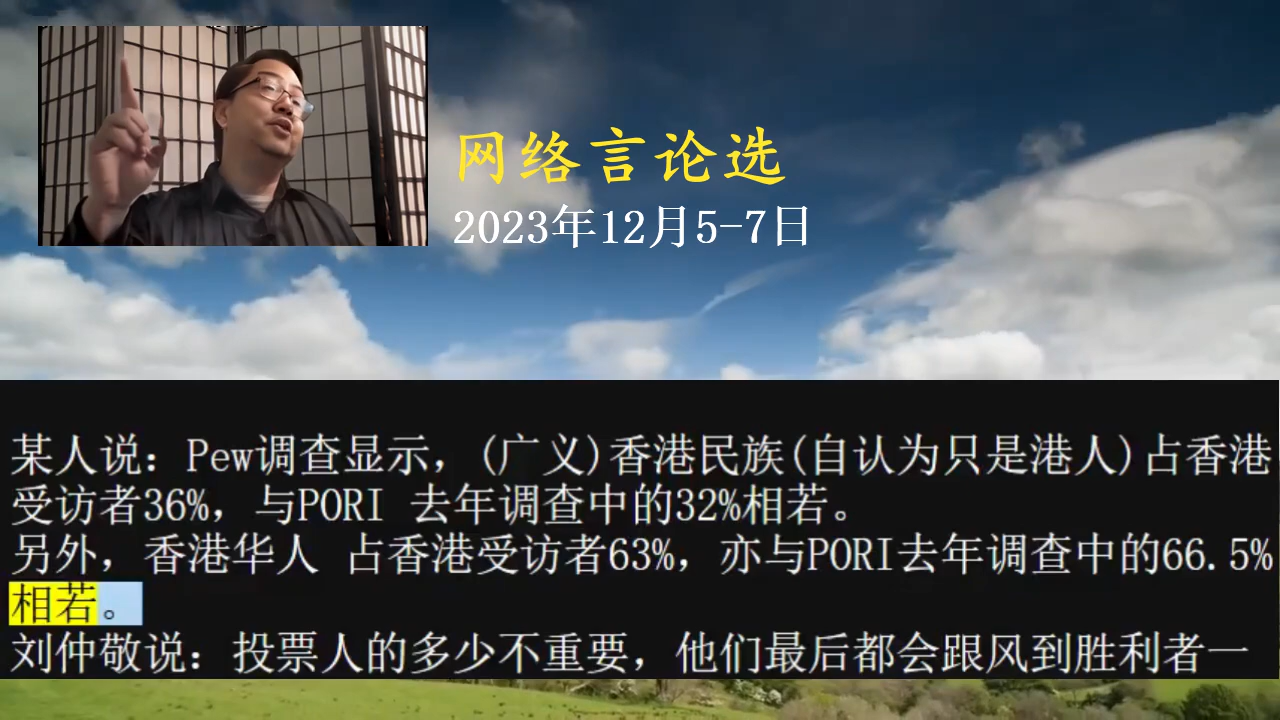 网络言论选
2023年12月5-7日
某人说：Pew调查显示，(广义)香港民族(自认为只是港人)占香港
受访者36%，与PORI 去年调查中的32%相若。
另外，香港华人 占香港受访者63%，亦与PORI去年调查中的66.5%
相若。
刘仲敬说：投票人的多少不重要，他们最后都会跟风到胜利者一